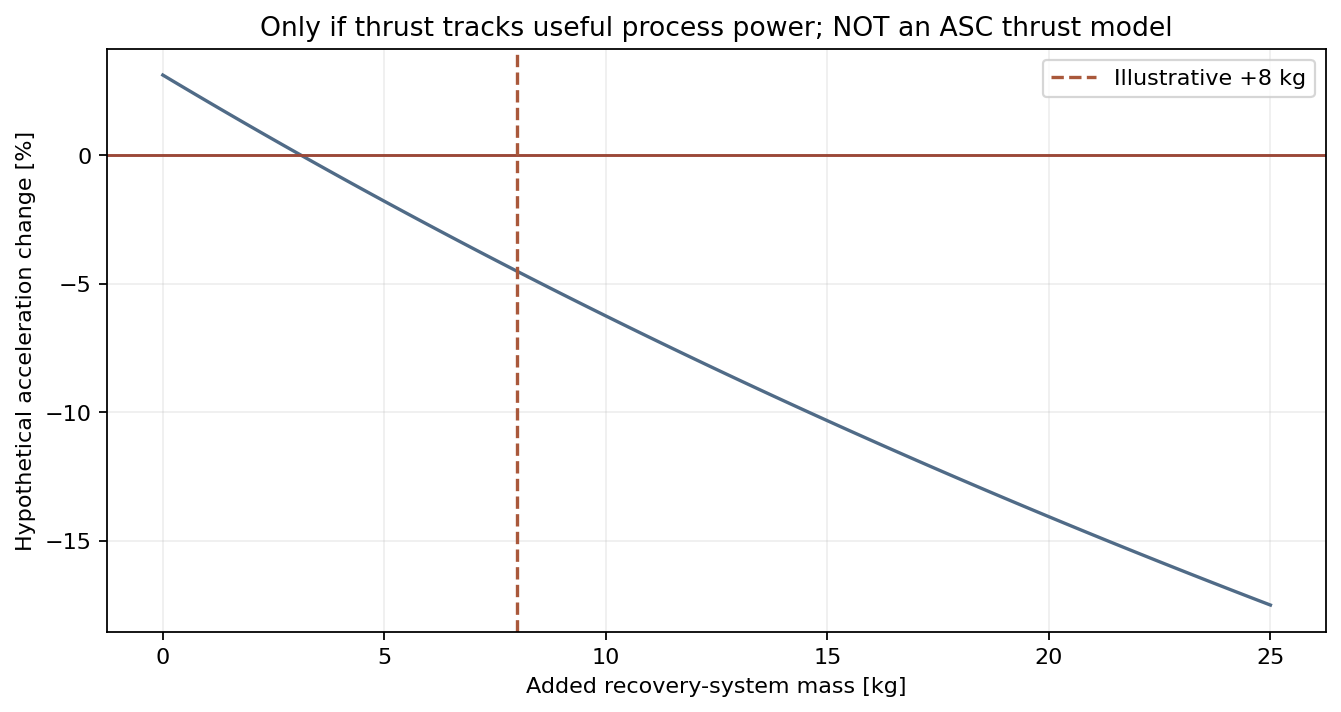 Only if thrust tracks useful process power; NOT an ASC thrust model
Illustrative +8 kg
Hypothetical acceleration change [%]
0
−5
−10
−15
0 5 10 15 20 25
Added recovery-system mass [kg]